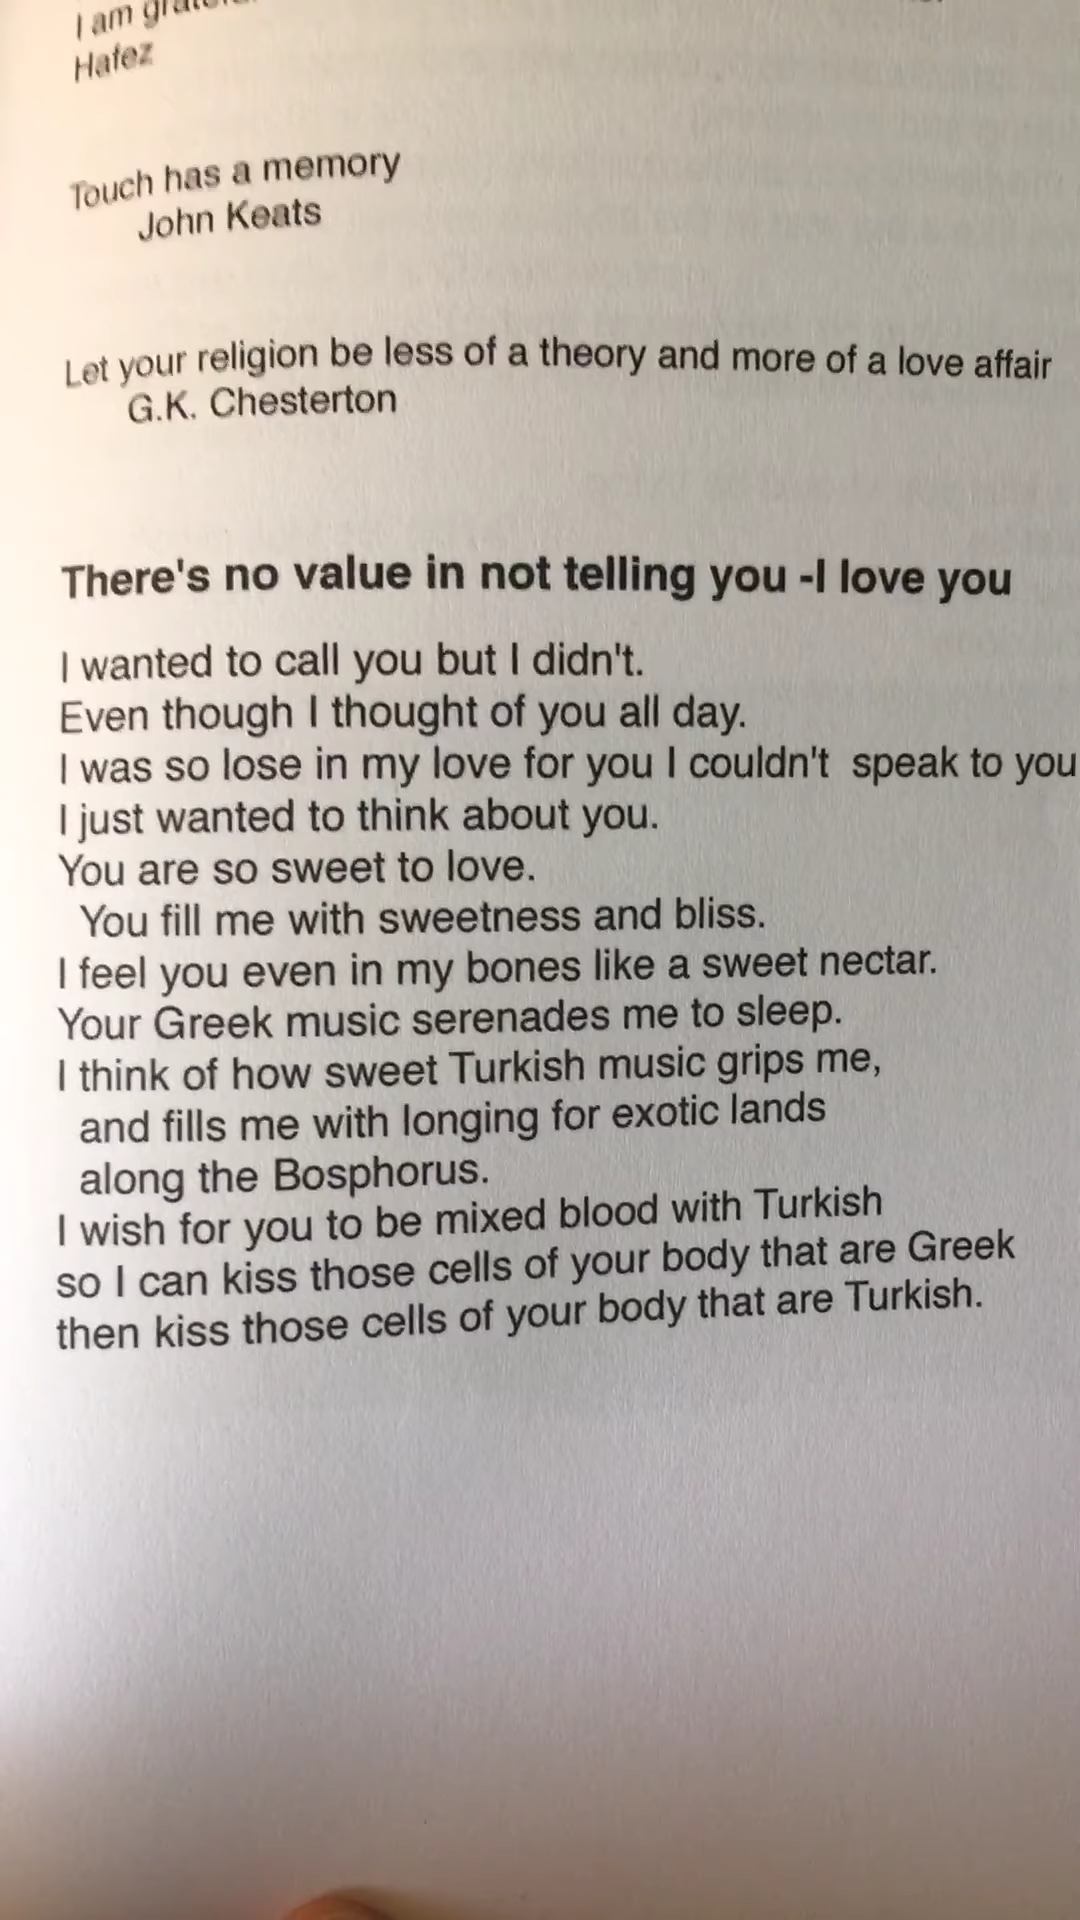 I am
Hafez
Touch has a memory
John Keats
Let your religion be less of a theory and more of a love affair
G.K. Chesterton
There's no value in not telling you -I love you
I wanted to call you but I didn't.
Even though I thought of you all day.
I was so lose in my love for you I couldn't  speak to you
I just wanted to think about you.
You are so sweet to love.
You fill me with sweetness and bliss.
I feel you even in my bones like a sweet nectar.
Your Greek music serenades me to sleep.
I think of how sweet Turkish music grips me,
and fills me with longing for exotic lands
along the Bosphorus.
I wish for you to be mixed blood with Turkish
so I can kiss those cells of your body that are Greek
then kiss those cells of your body that are Turkish.